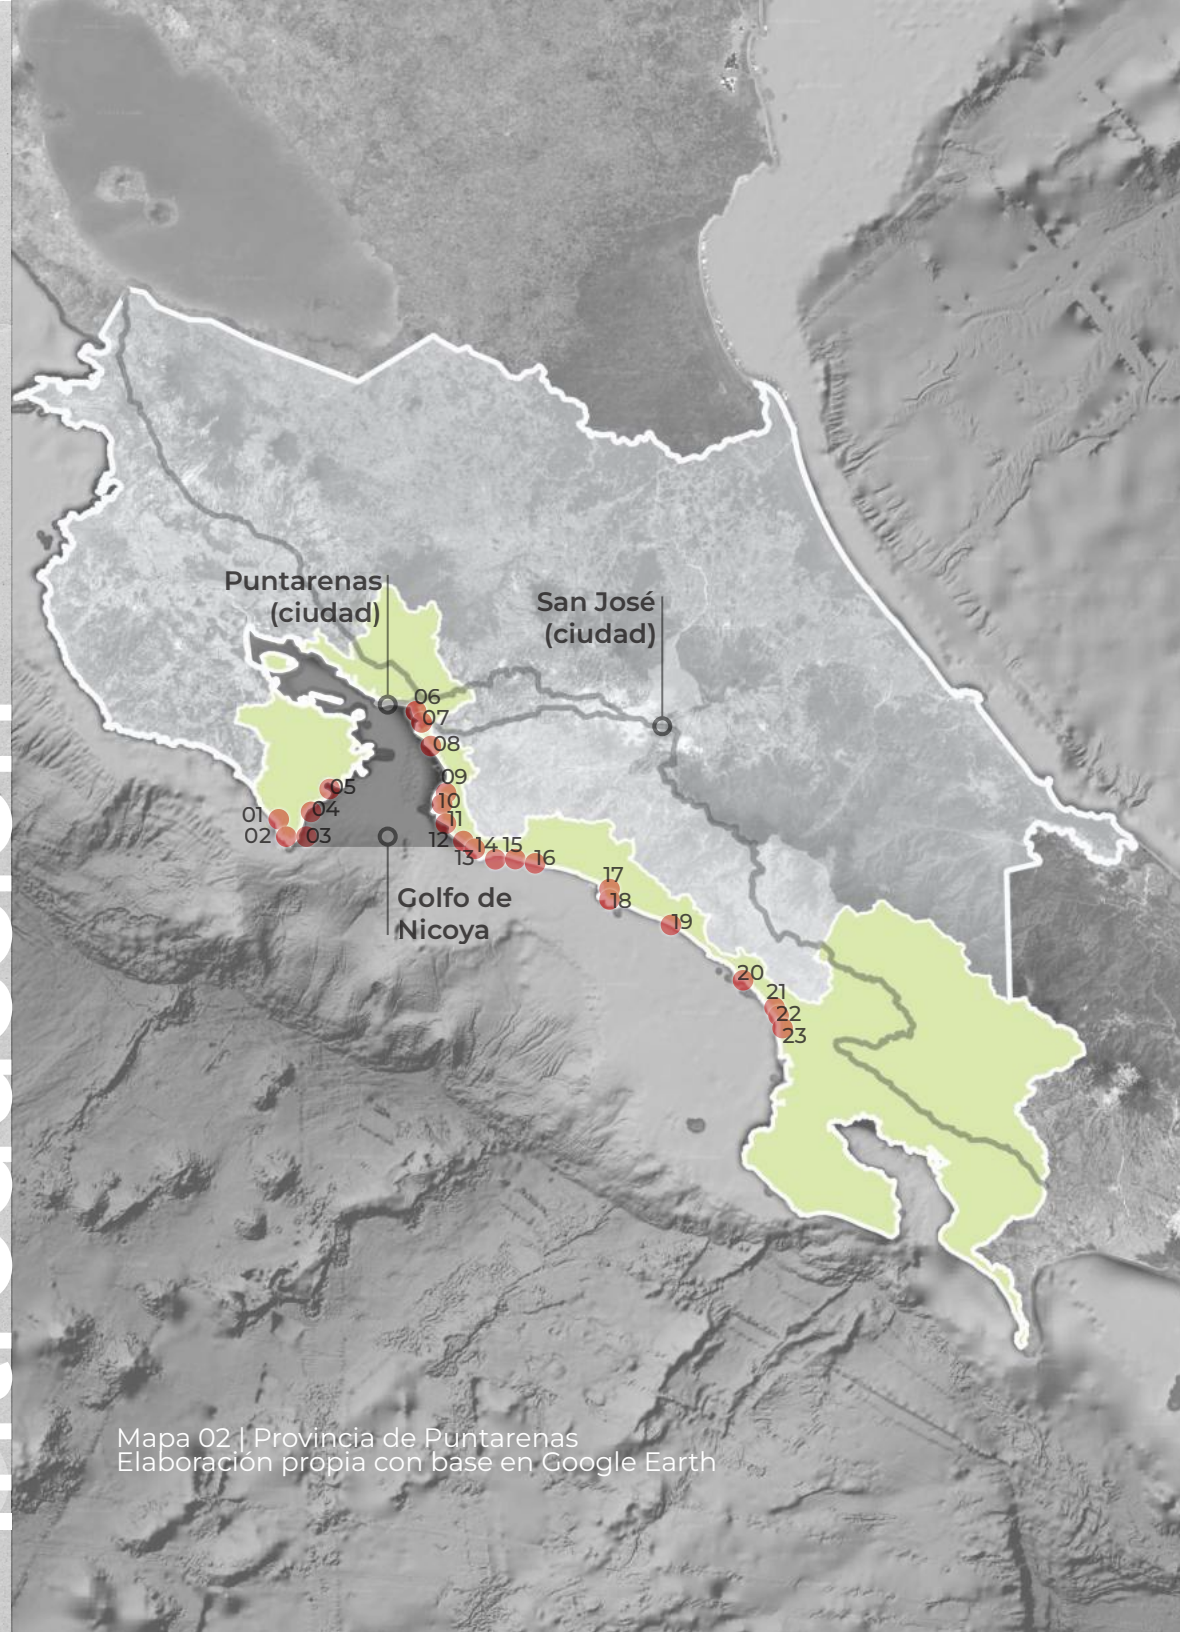 Puntarenas
(ciudad)
San José
(ciudad)
06
07
08
09
10
11
12
13
14
15
16
05
04
01
02
03
17
18
19
20
21
22
23
Golfo de
Nicoya
Mapa 02 | Provincia de Puntarenas
Elaboración propia con base en Google Earth